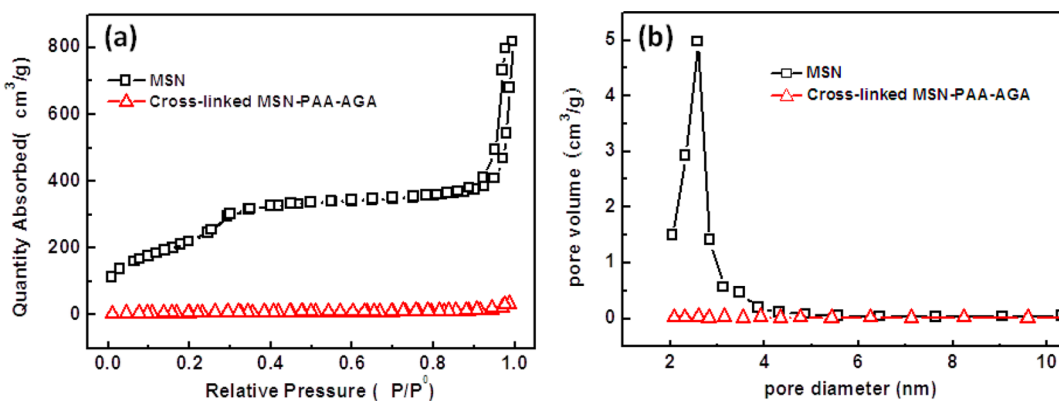 (a)
MSN
Cross-linked MSN-PAA-AGA
Quantity Absorbed( cm³/g)
800
600
400
200
0
0.0 0.2 0.4 0.6 0.8 1.0
Relative Pressure ( P/P⁰)
(b)
MSN
Cross-linked MSN-PAA-AGA
pore volume (cm³/g)
5
4
3
2
1
0
2 4 6 8 10
pore diameter (nm)